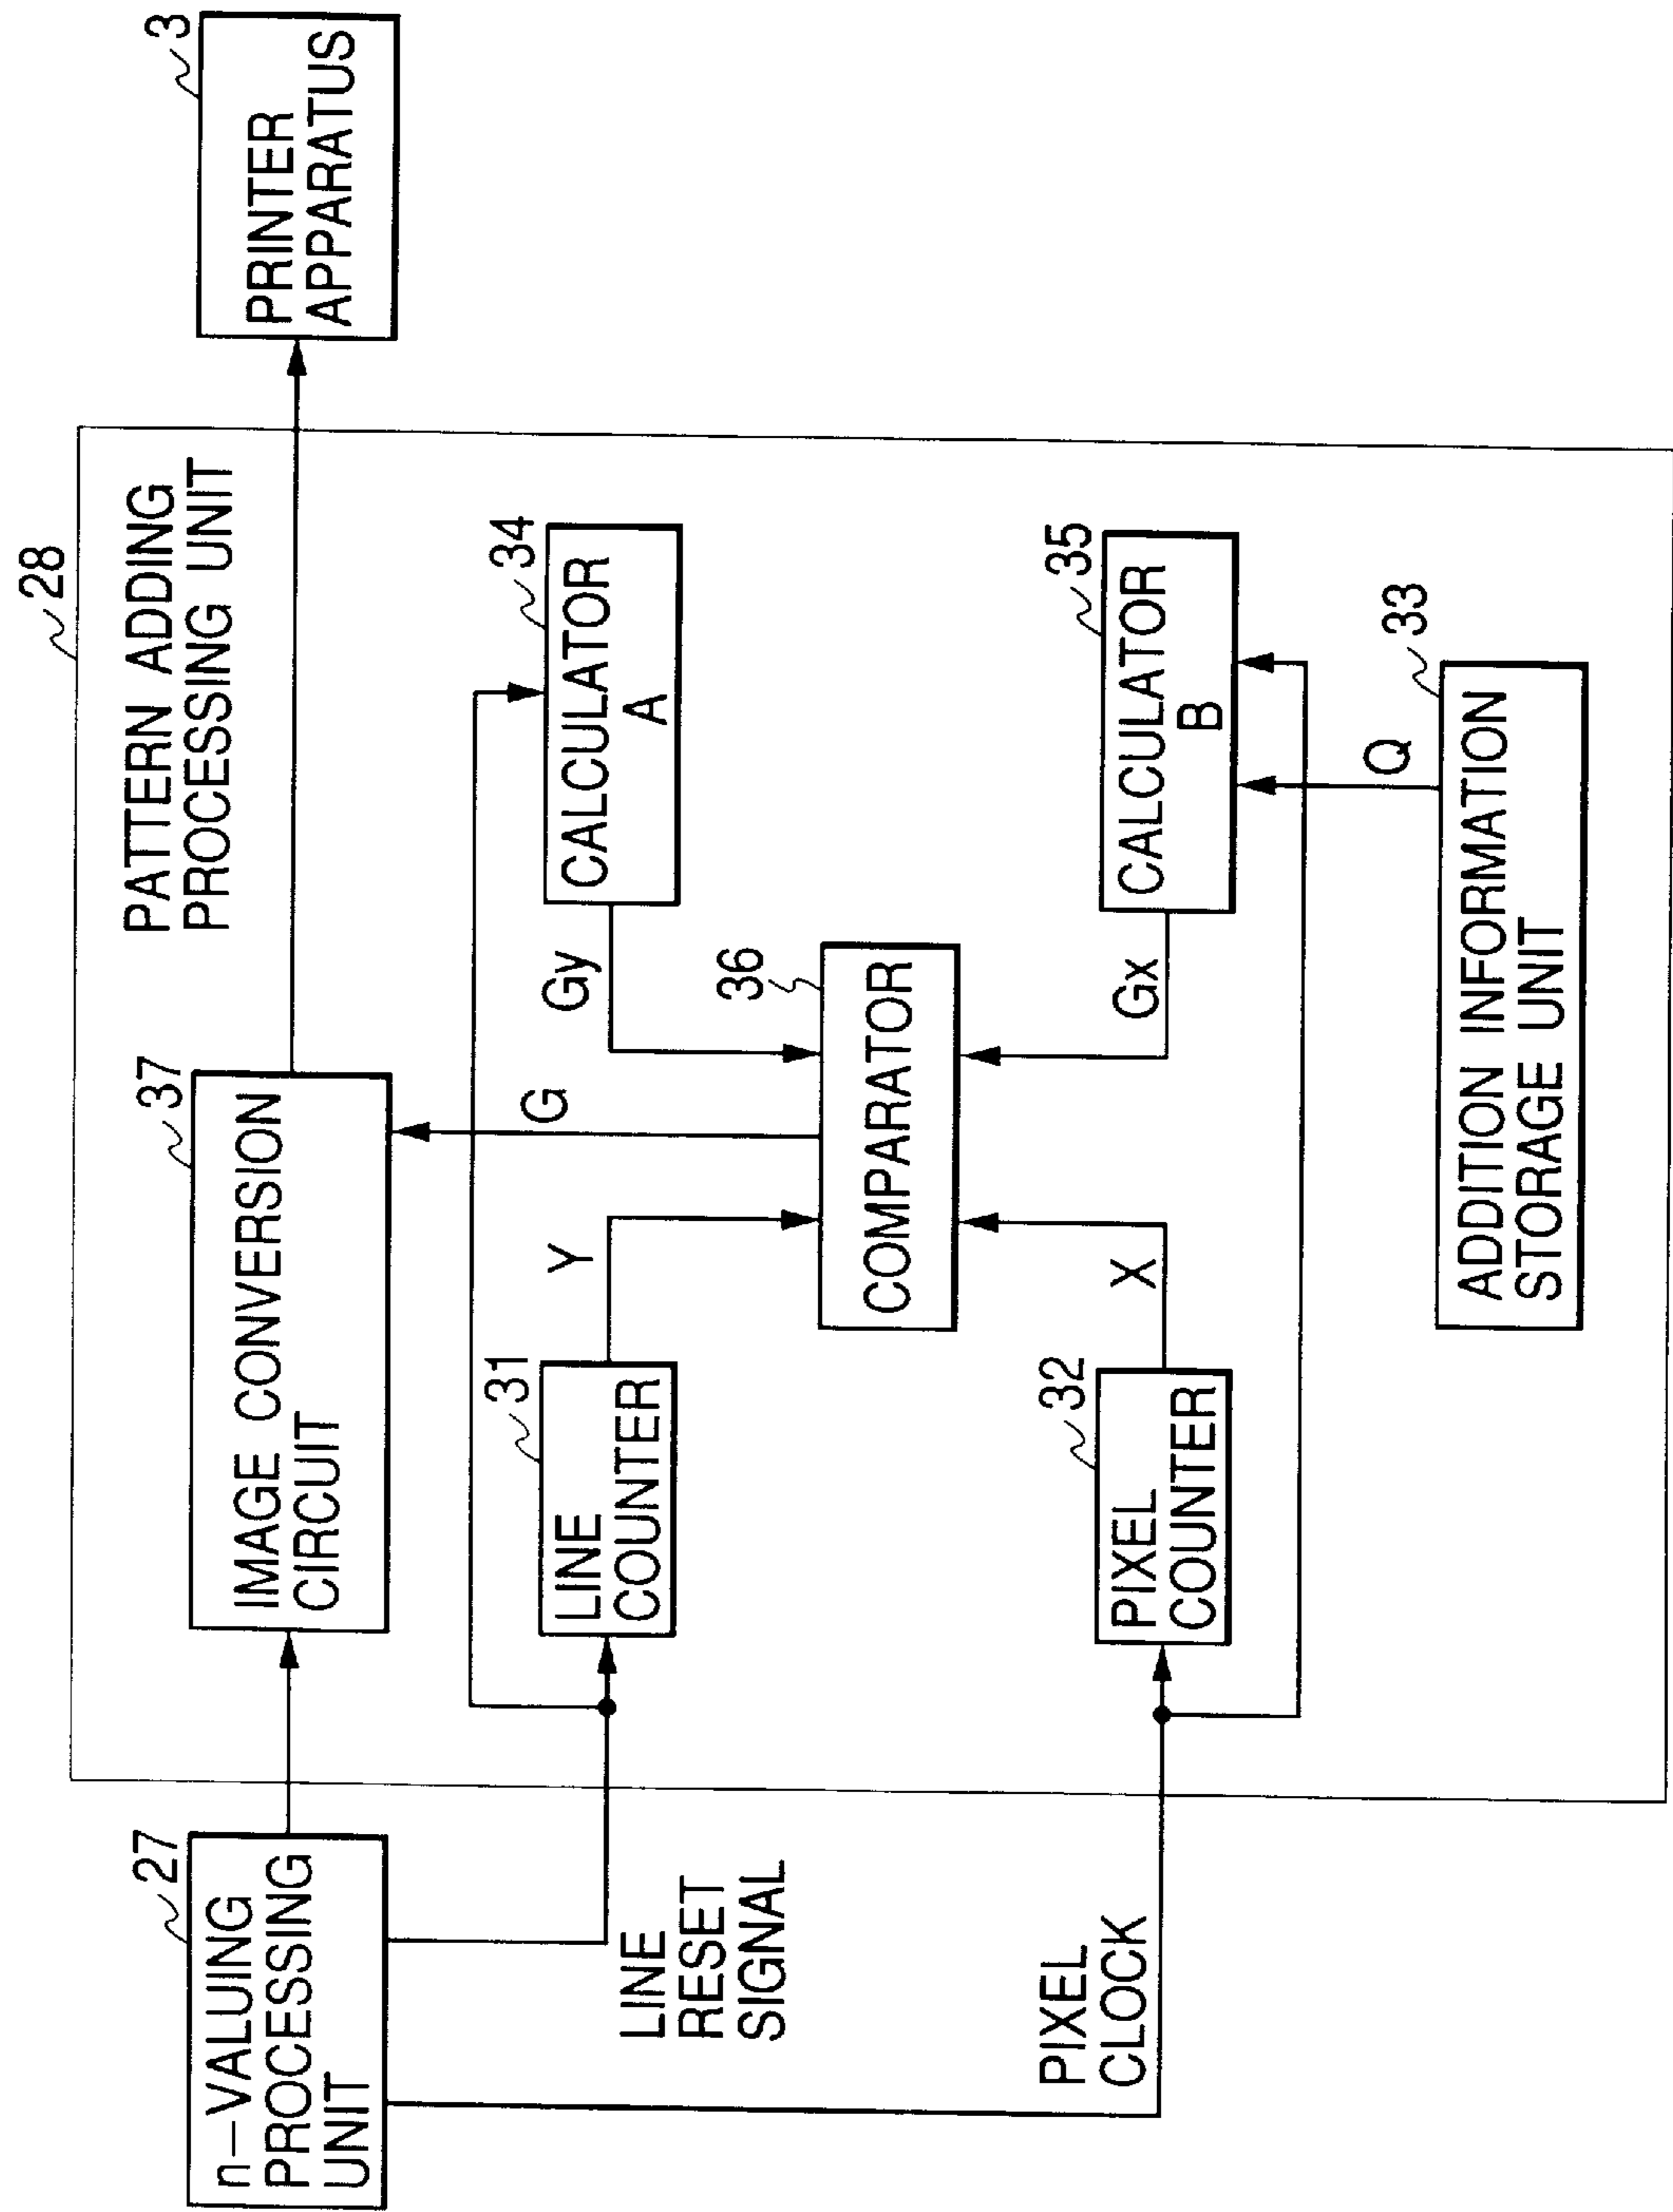 27
n-VALUING
PROCESSING
UNIT
28
PATTERN ADDING
PROCESSING UNIT
37
IMAGE CONVERSION
CIRCUIT
3
PRINTER
APPARATUS
LINE
RESET
SIGNAL
31
LINE
COUNTER
Y
G
Gy
34
CALCULATOR
A
36
COMPARATOR
PIXEL
CLOCK
32
PIXEL
COUNTER
X
Gx
35
CALCULATOR
B
Q
33
ADDITION INFORMATION
STORAGE UNIT